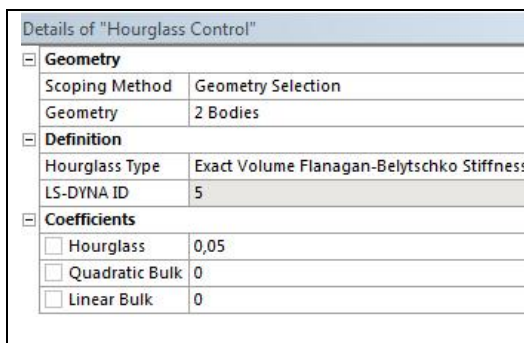 Details of "Hourglass Control"
Geometry
Scoping Method Geometry Selection
Geometry 2 Bodies
Definition
Hourglass Type Exact Volume Flanagan-Belytschko Stiffness
LS-DYNA ID 5
Coefficients
Hourglass 0,05
Quadratic Bulk 0
Linear Bulk 0